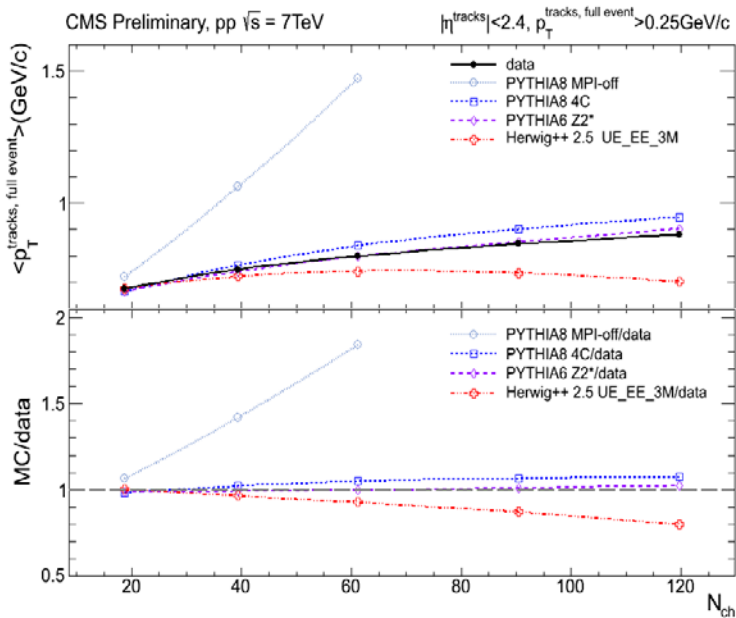 CMS Preliminary, pp √s = 7TeV
|η^tracks|<2.4, p_T^tracks, full event>0.25GeV/c
<p_T^tracks, full event>(GeV/c)
1.5
1
data
PYTHIA8 MPI-off
PYTHIA8 4C
PYTHIA6 Z2*
Herwig++ 2.5 UE_EE_3M
MC/data
2
1.5
1
0.5
PYTHIA8 MPI-off/data
PYTHIA8 4C/data
PYTHIA6 Z2*/data
Herwig++ 2.5 UE_EE_3M/data
20 40 60 80 100 120
N_ch